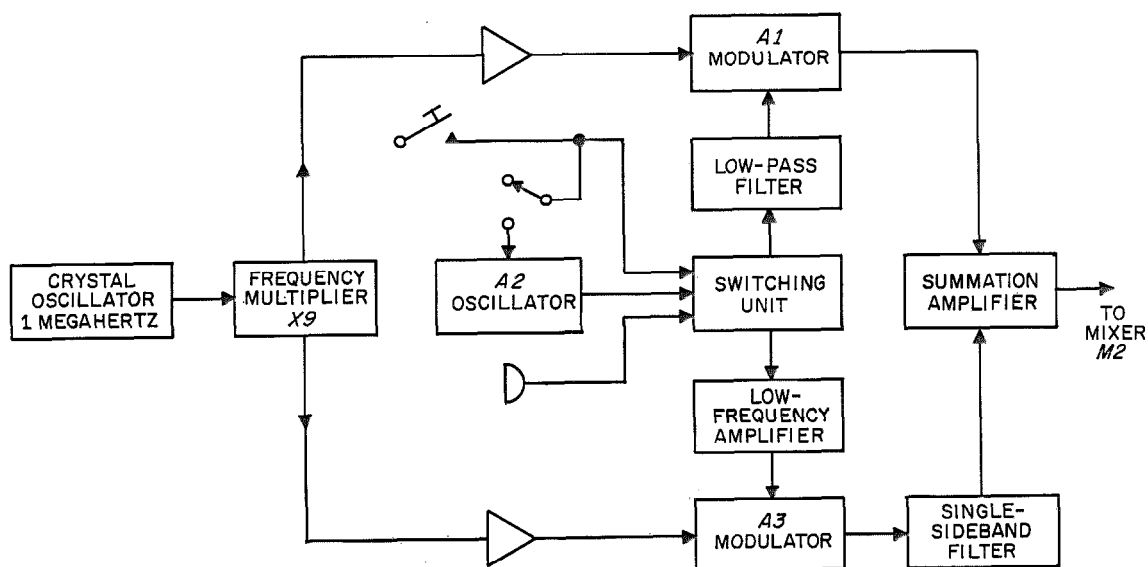 A1
MODULATOR
LOW-PASS
FILTER
CRYSTAL
OSCILLATOR
1 MEGAHERTZ
FREQUENCY
MULTIPLIER
X9
A2
OSCILLATOR
SWITCHING
UNIT
SUMMATION
AMPLIFIER
TO
MIXER
M2
LOW-
FREQUENCY
AMPLIFIER
A3
MODULATOR
SINGLE-
SIDEBAND
FILTER